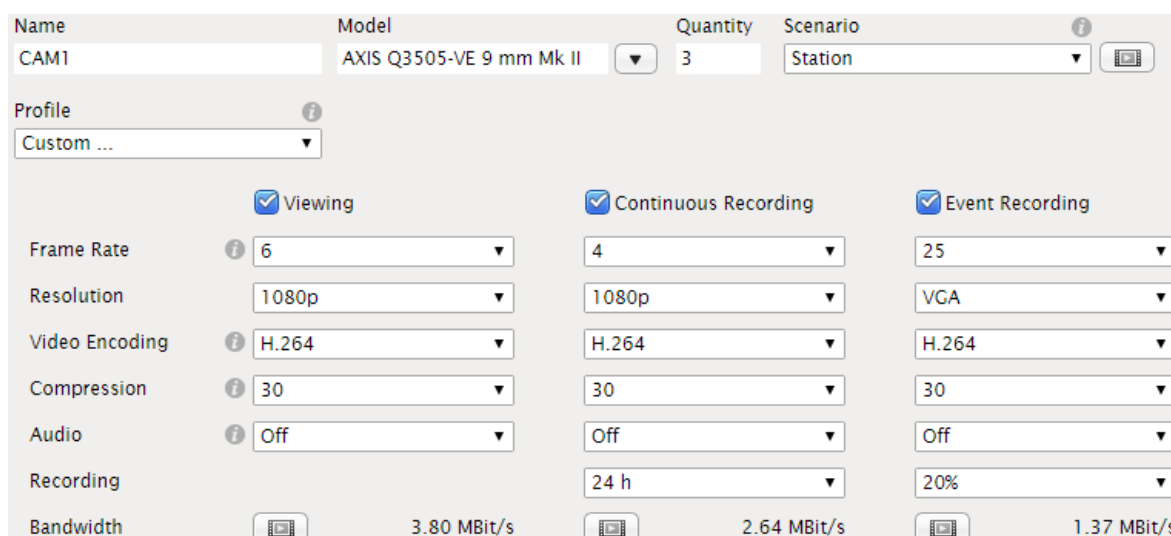 Name Model Quantity Scenario
CAM1 AXIS Q3505-VE 9 mm Mk II 3 Station
Profile
Custom ...
Viewing Continuous Recording Event Recording
Frame Rate 6 4 25
Resolution 1080p 1080p VGA
Video Encoding H.264 H.264 H.264
Compression 30 30 30
Audio Off Off Off
Recording 24 h 20%
Bandwidth 3.80 MBit/s 2.64 MBit/s 1.37 MBit/s